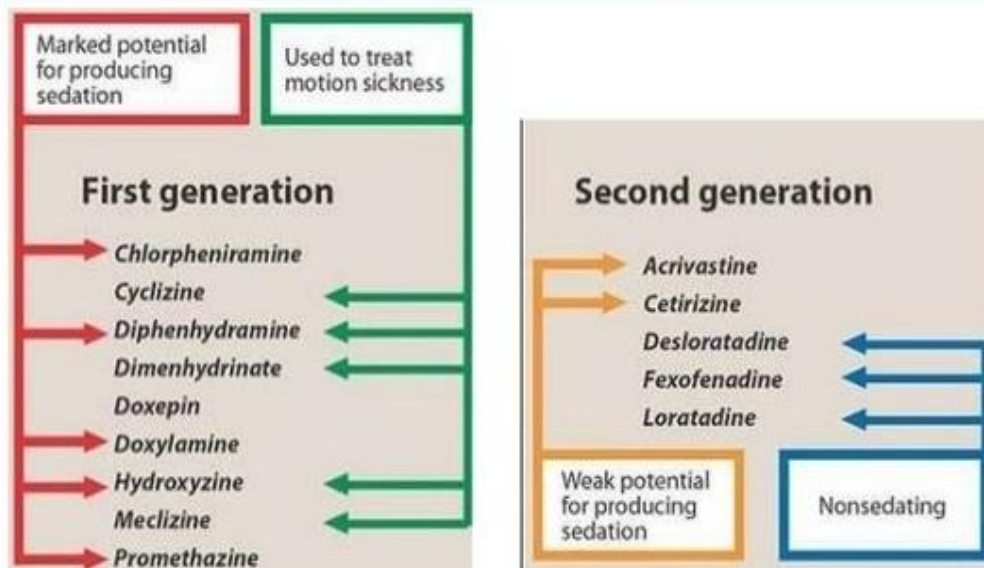 Marked potential
for producing
sedation
Used to treat
motion sickness
First generation
Chlorpheniramine
Cyclizine
Diphenhydramine
Dimenhydrinate
Doxepin
Doxylamine
Hydroxyzine
Meclizine
Promethazine
Second generation
Acrivastine
Cetirizine
Desloratadine
Fexofenadine
Loratadine
Weak potential
for producing
sedation
Nonsedating